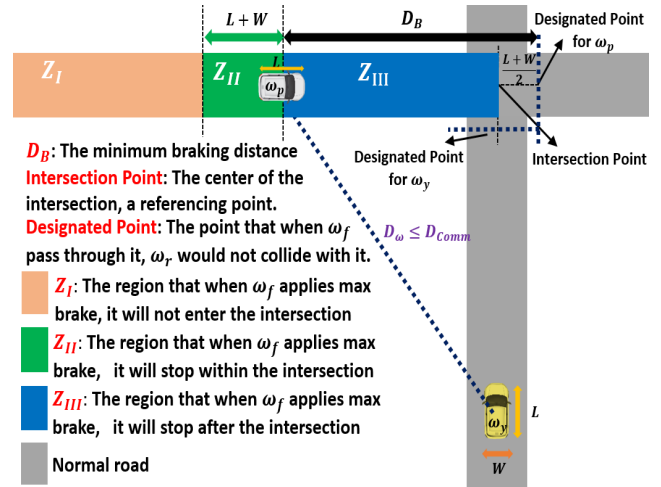 L + W
D_B
Designated Point
for ω_p
Z_I
Z_II
L
ω_p
Z_III
L + W
2
Designated Point
for ω_y
Intersection Point
D_B: The minimum braking distance
Intersection Point: The center of the
intersection, a referencing point.
Designated Point: The point that when ω_f
pass through it, ω_r would not collide with it.
D_ω ≤ D_Comm
Z_I: The region that when ω_f applies max
brake, it will not enter the intersection
Z_II: The region that when ω_f applies max
brake, it will stop within the intersection
Z_III: The region that when ω_f applies max
brake, it will stop after the intersection
Normal road
ω_y
L
W